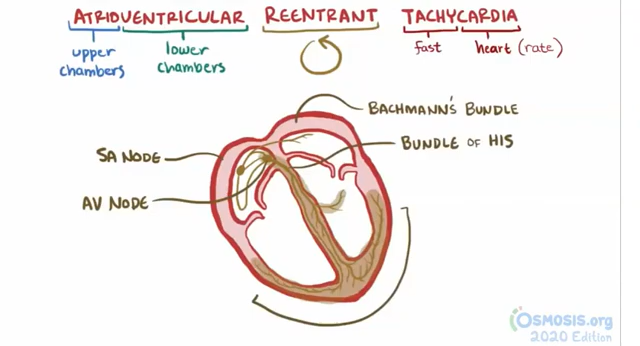 ATRIOVENTRICULAR REENTRANT TACHYCARDIA
upper chambers
lower chambers
fast
heart (rate)
BACHMANN'S BUNDLE
BUNDLE OF HIS
SA NODE
AV NODE
OSMOSIS.org
2020 Edition